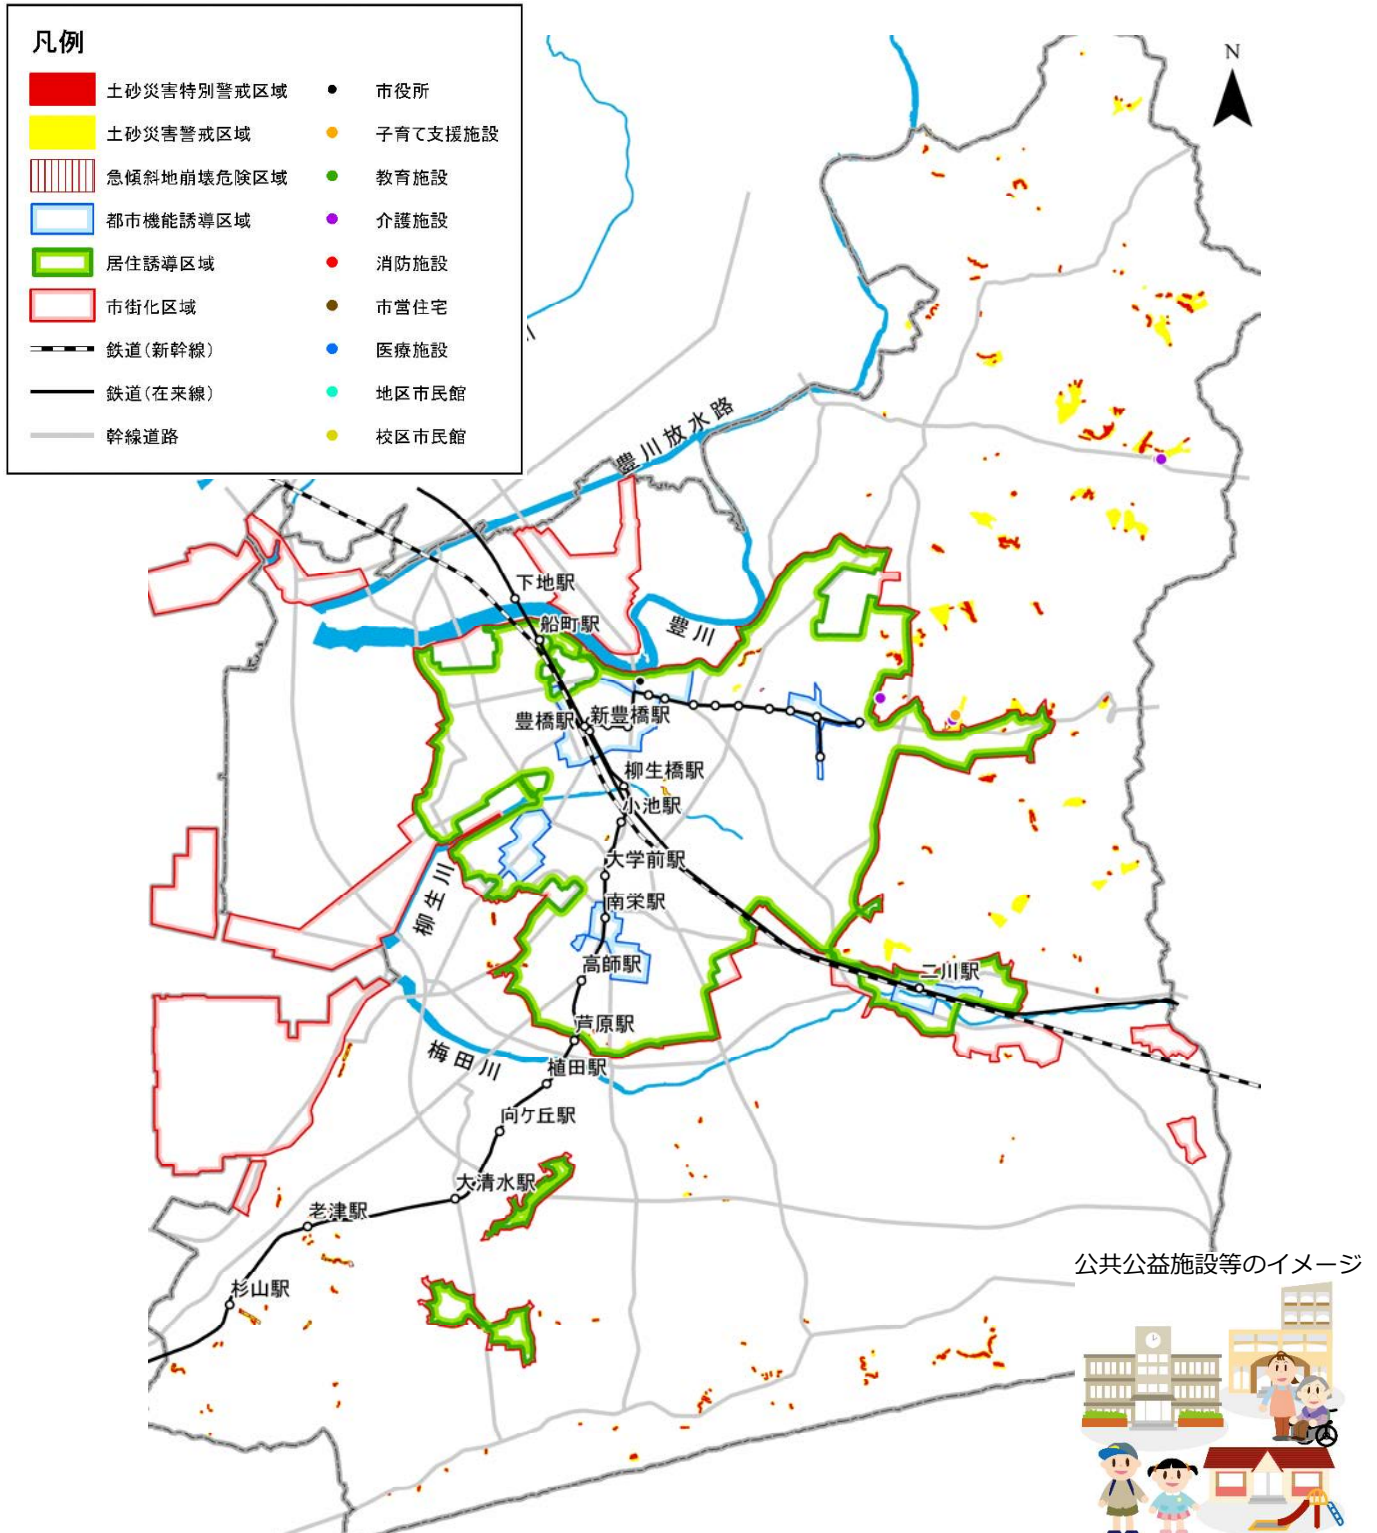 凡例
土砂災害特別警戒区域
土砂災害警戒区域
急傾斜地崩壊危険区域
都市機能誘導区域
居住誘導区域
市街化区域
鉄道(新幹線)
鉄道(在来線)
幹線道路
市役所
子育て支援施設
教育施設
介護施設
消防施設
市営住宅
医療施設
地区市民館
校区市民館
N
豊川放水路
下地駅
船町駅
豊川
豊橋駅
新豊橋駅
柳生橋駅
小池駅
大学前駅
柳生川
南栄駅
高師駅
二川駅
芦原駅
梅田川
植田駅
向ケ丘駅
大清水駅
老津駅
杉山駅
公共公益施設等のイメージ